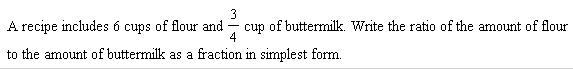 A recipe includes 6 cups of flour and 3/4 cup of buttermilk. Write the ratio of the amount of flour
to the amount of buttermilk as a fraction in simplest form.